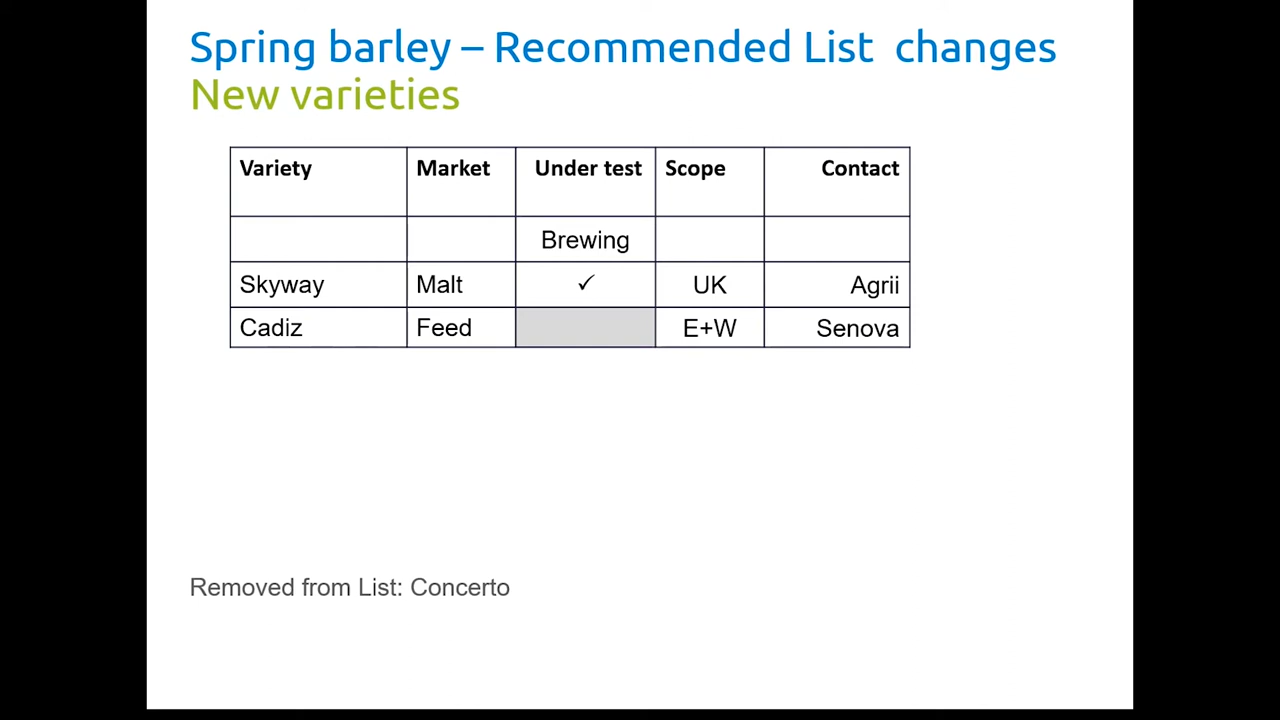 Spring barley – Recommended List changes
New varieties
Variety Market Under test Scope Contact
Brewing
Skyway Malt ✓ UK Agrii
Cadiz Feed E+W Senova
Removed from List: Concerto